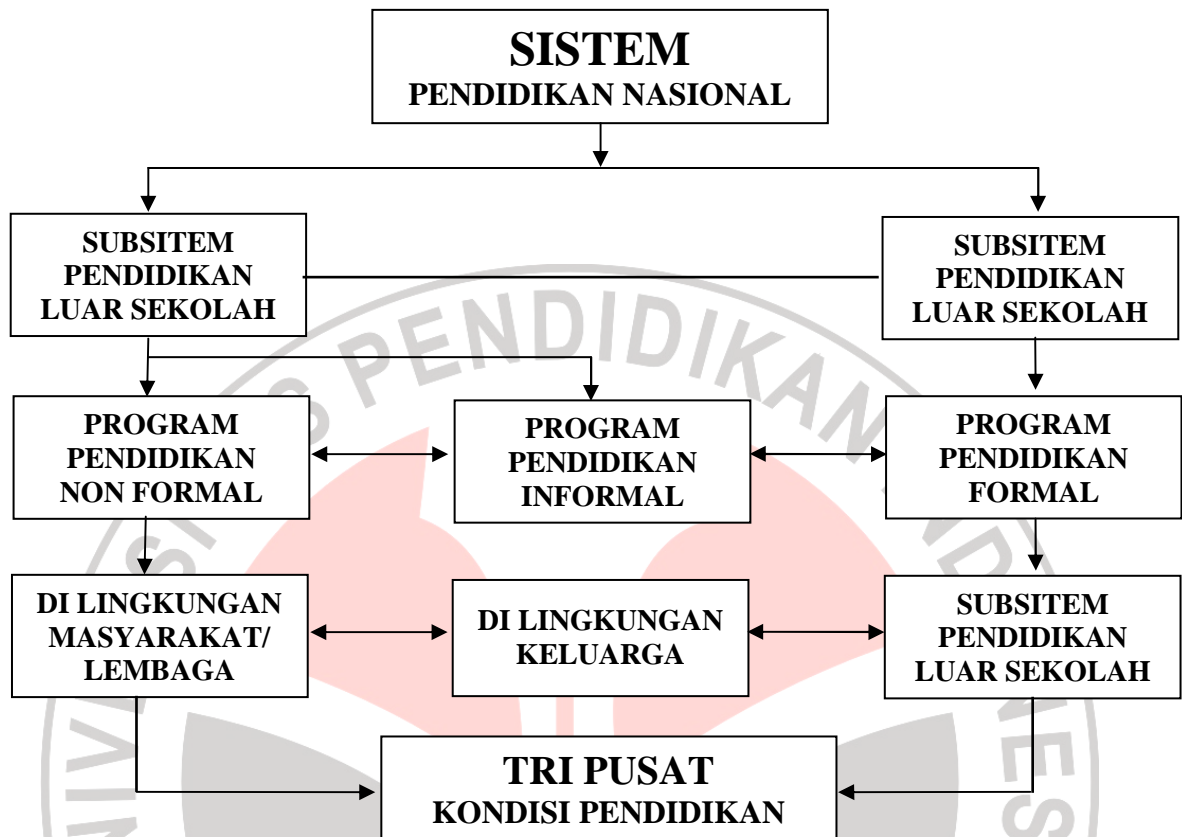 SISTEM
PENDIDIKAN NASIONAL
SUBSITEM
PENDIDIKAN
LUAR SEKOLAH
SUBSITEM
PENDIDIKAN
LUAR SEKOLAH
PROGRAM
PENDIDIKAN
NON FORMAL
PROGRAM
PENDIDIKAN
INFORMAL
PROGRAM
PENDIDIKAN
FORMAL
DI LINGKUNGAN
MASYARAKAT/
LEMBAGA
DI LINGKUNGAN
KELUARGA
SUBSITEM
PENDIDIKAN
LUAR SEKOLAH
TRI PUSAT
KONDISI PENDIDIKAN
PENDIDIKAN